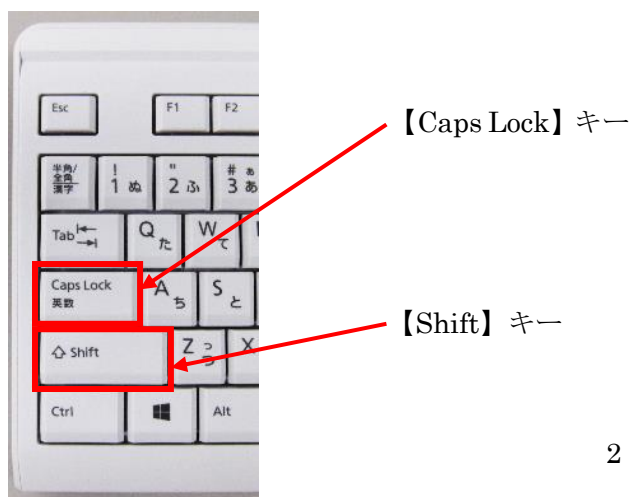 Esc F1 F2
【Caps Lock】キー
半角/
全角
漢字
! 1 ぬ
" 2 ふ
# 3 ぁ あ
Tab
Q た
W て
Caps Lock
英数
A ち
S と
【Shift】キー
Shift
Z っ つ
X
Ctrl
Alt
2